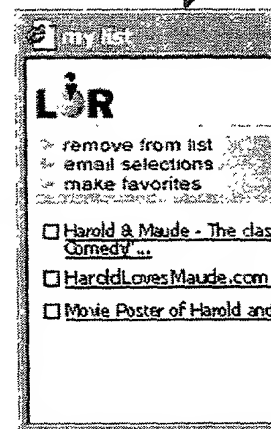 my list
LOR
remove from list
email selections
make favorites
Harold & Maude - The clas
Comedy" ...
HaroldLovesMaude.com
Movie Poster of Harold and